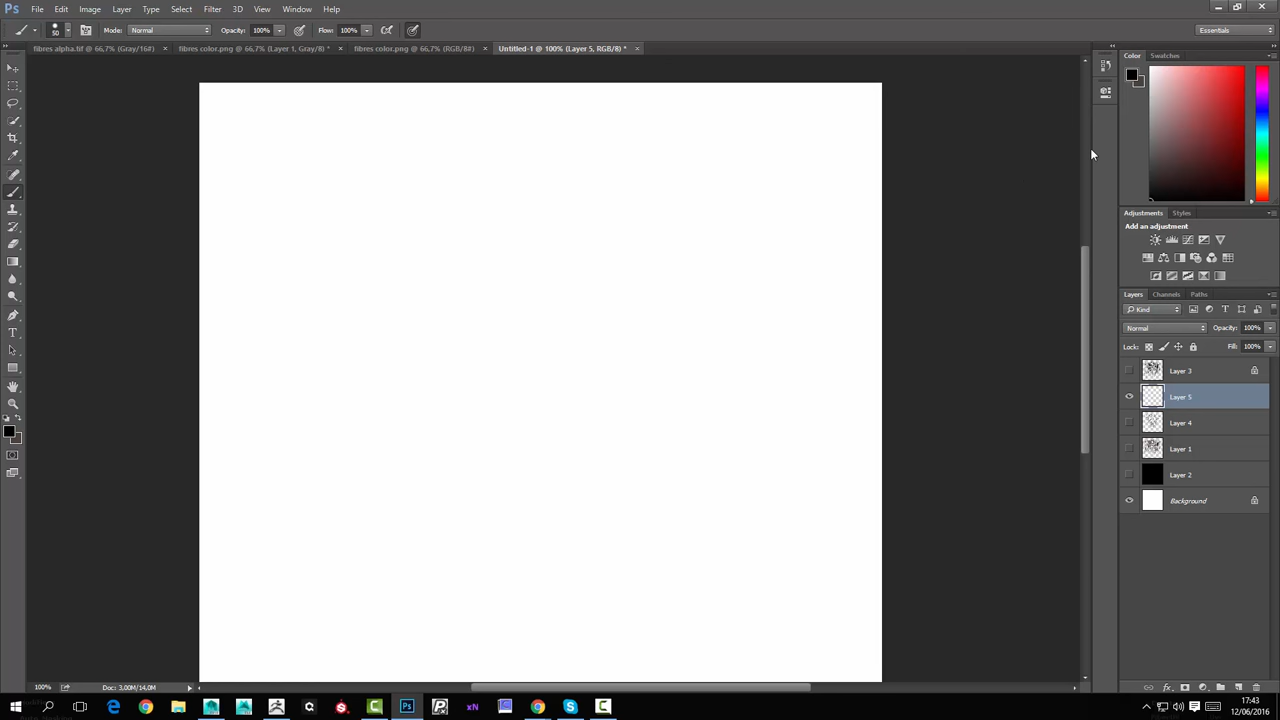 Ps File Edit Image Layer Type Select Filter 3D View Window Help
50 Mode: Normal Opacity: 100% Flow: 100% Essentials
fibres alpha.fif @ 66,7% (Gray/16#) × fibres color.png @ 66,7% (Layer 1, Gray/8) * × fibres color.png @ 66,7% (RGB/8#) × Untitled-1 @ 100% (Layer 5, RGB/8) * ×
Color Swatches
Adjustments Styles
Add an adjustment
Layers Channels Paths
Kind
Normal Opacity: 100%
Lock: Fill: 100%
Layer 3
Layer 5
Layer 4
Layer 1
Layer 2
Background
100% Doc: 3,00M/14,0M
17:43
12/06/2016